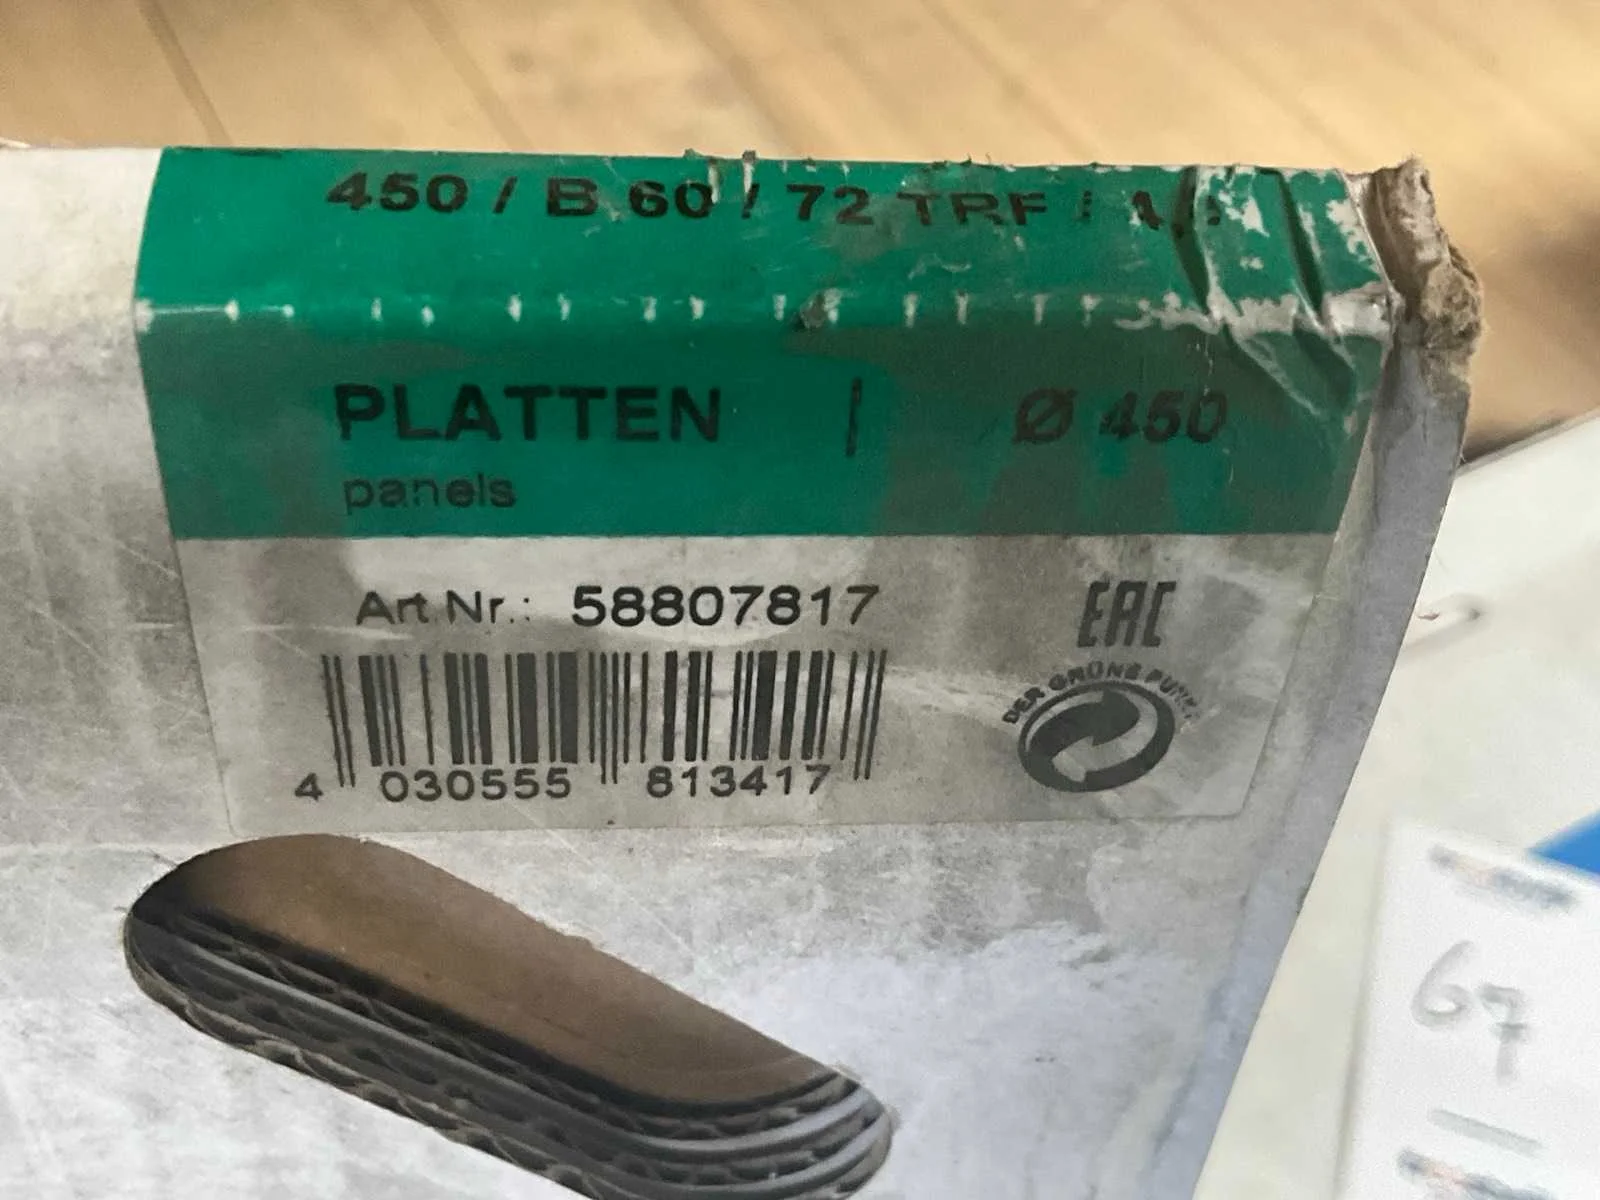 450 / B 60 / 72 TRF /
PLATTEN | Ø 450
panels
Art.Nr.: 58807817
EAC
DER GRÜNE PUNKT
4 030555 813417
67